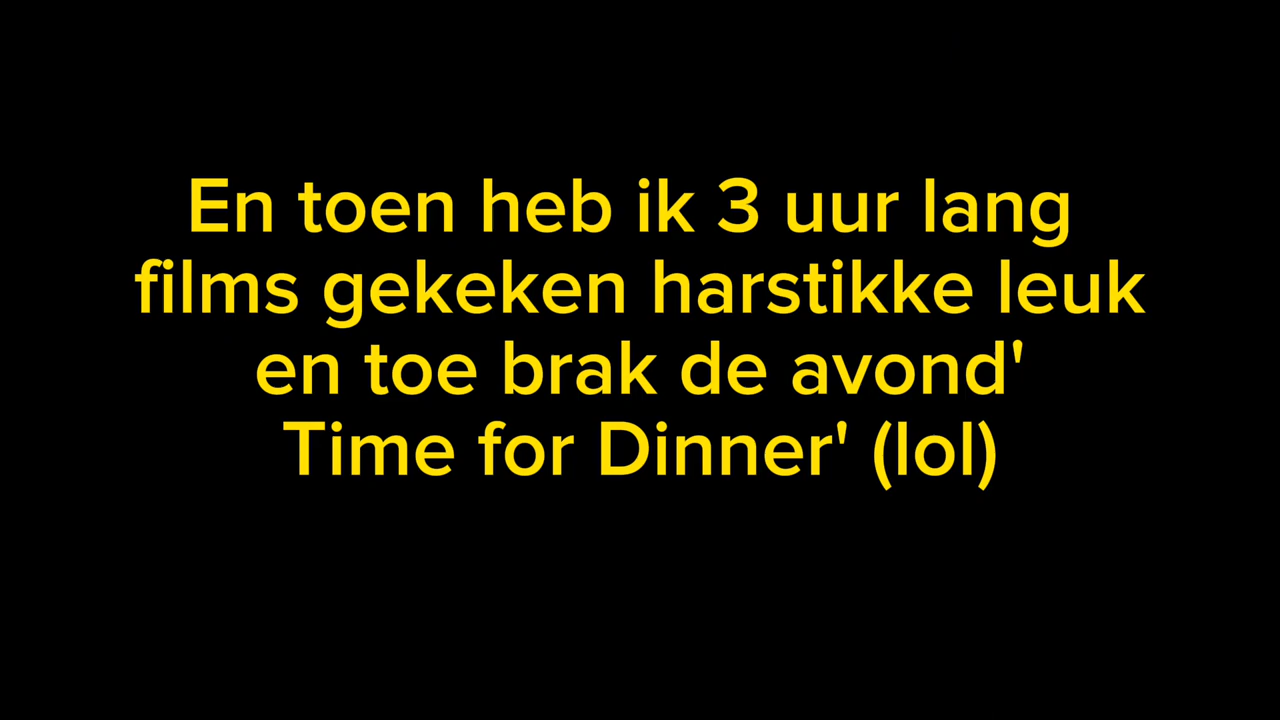 En toen heb ik 3 uur lang
films gekeken harstikke leuk
en toe brak de avond'
Time for Dinner' (lol)